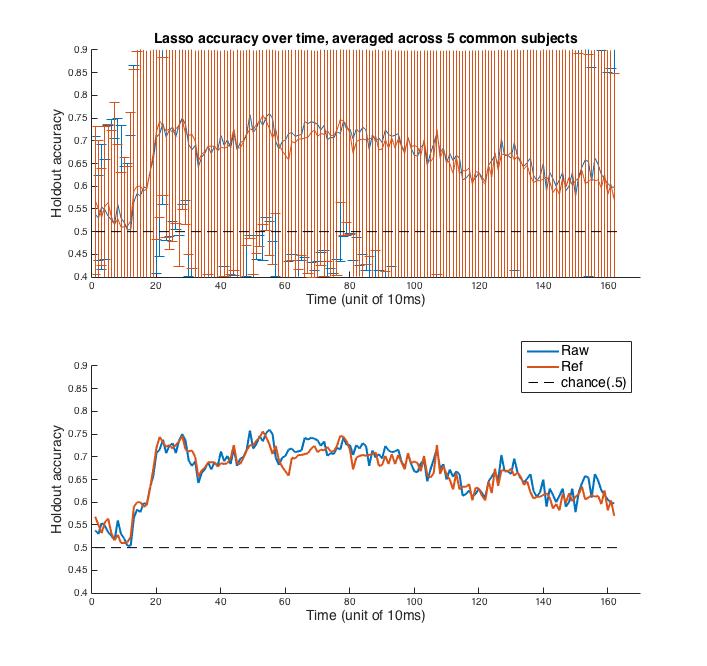 Lasso accuracy over time, averaged across 5 common subjects
0.9
0.85
0.8
0.75
0.7
0.65
0.6
0.55
0.5
0.45
0.4
Holdout accuracy
0 20 40 60 80 100 120 140 160
Time (unit of 10ms)
Raw
Ref
chance(.5)
0.9
0.85
0.8
0.75
0.7
0.65
0.6
0.55
0.5
0.45
0.4
Holdout accuracy
0 20 40 60 80 100 120 140 160
Time (unit of 10ms)